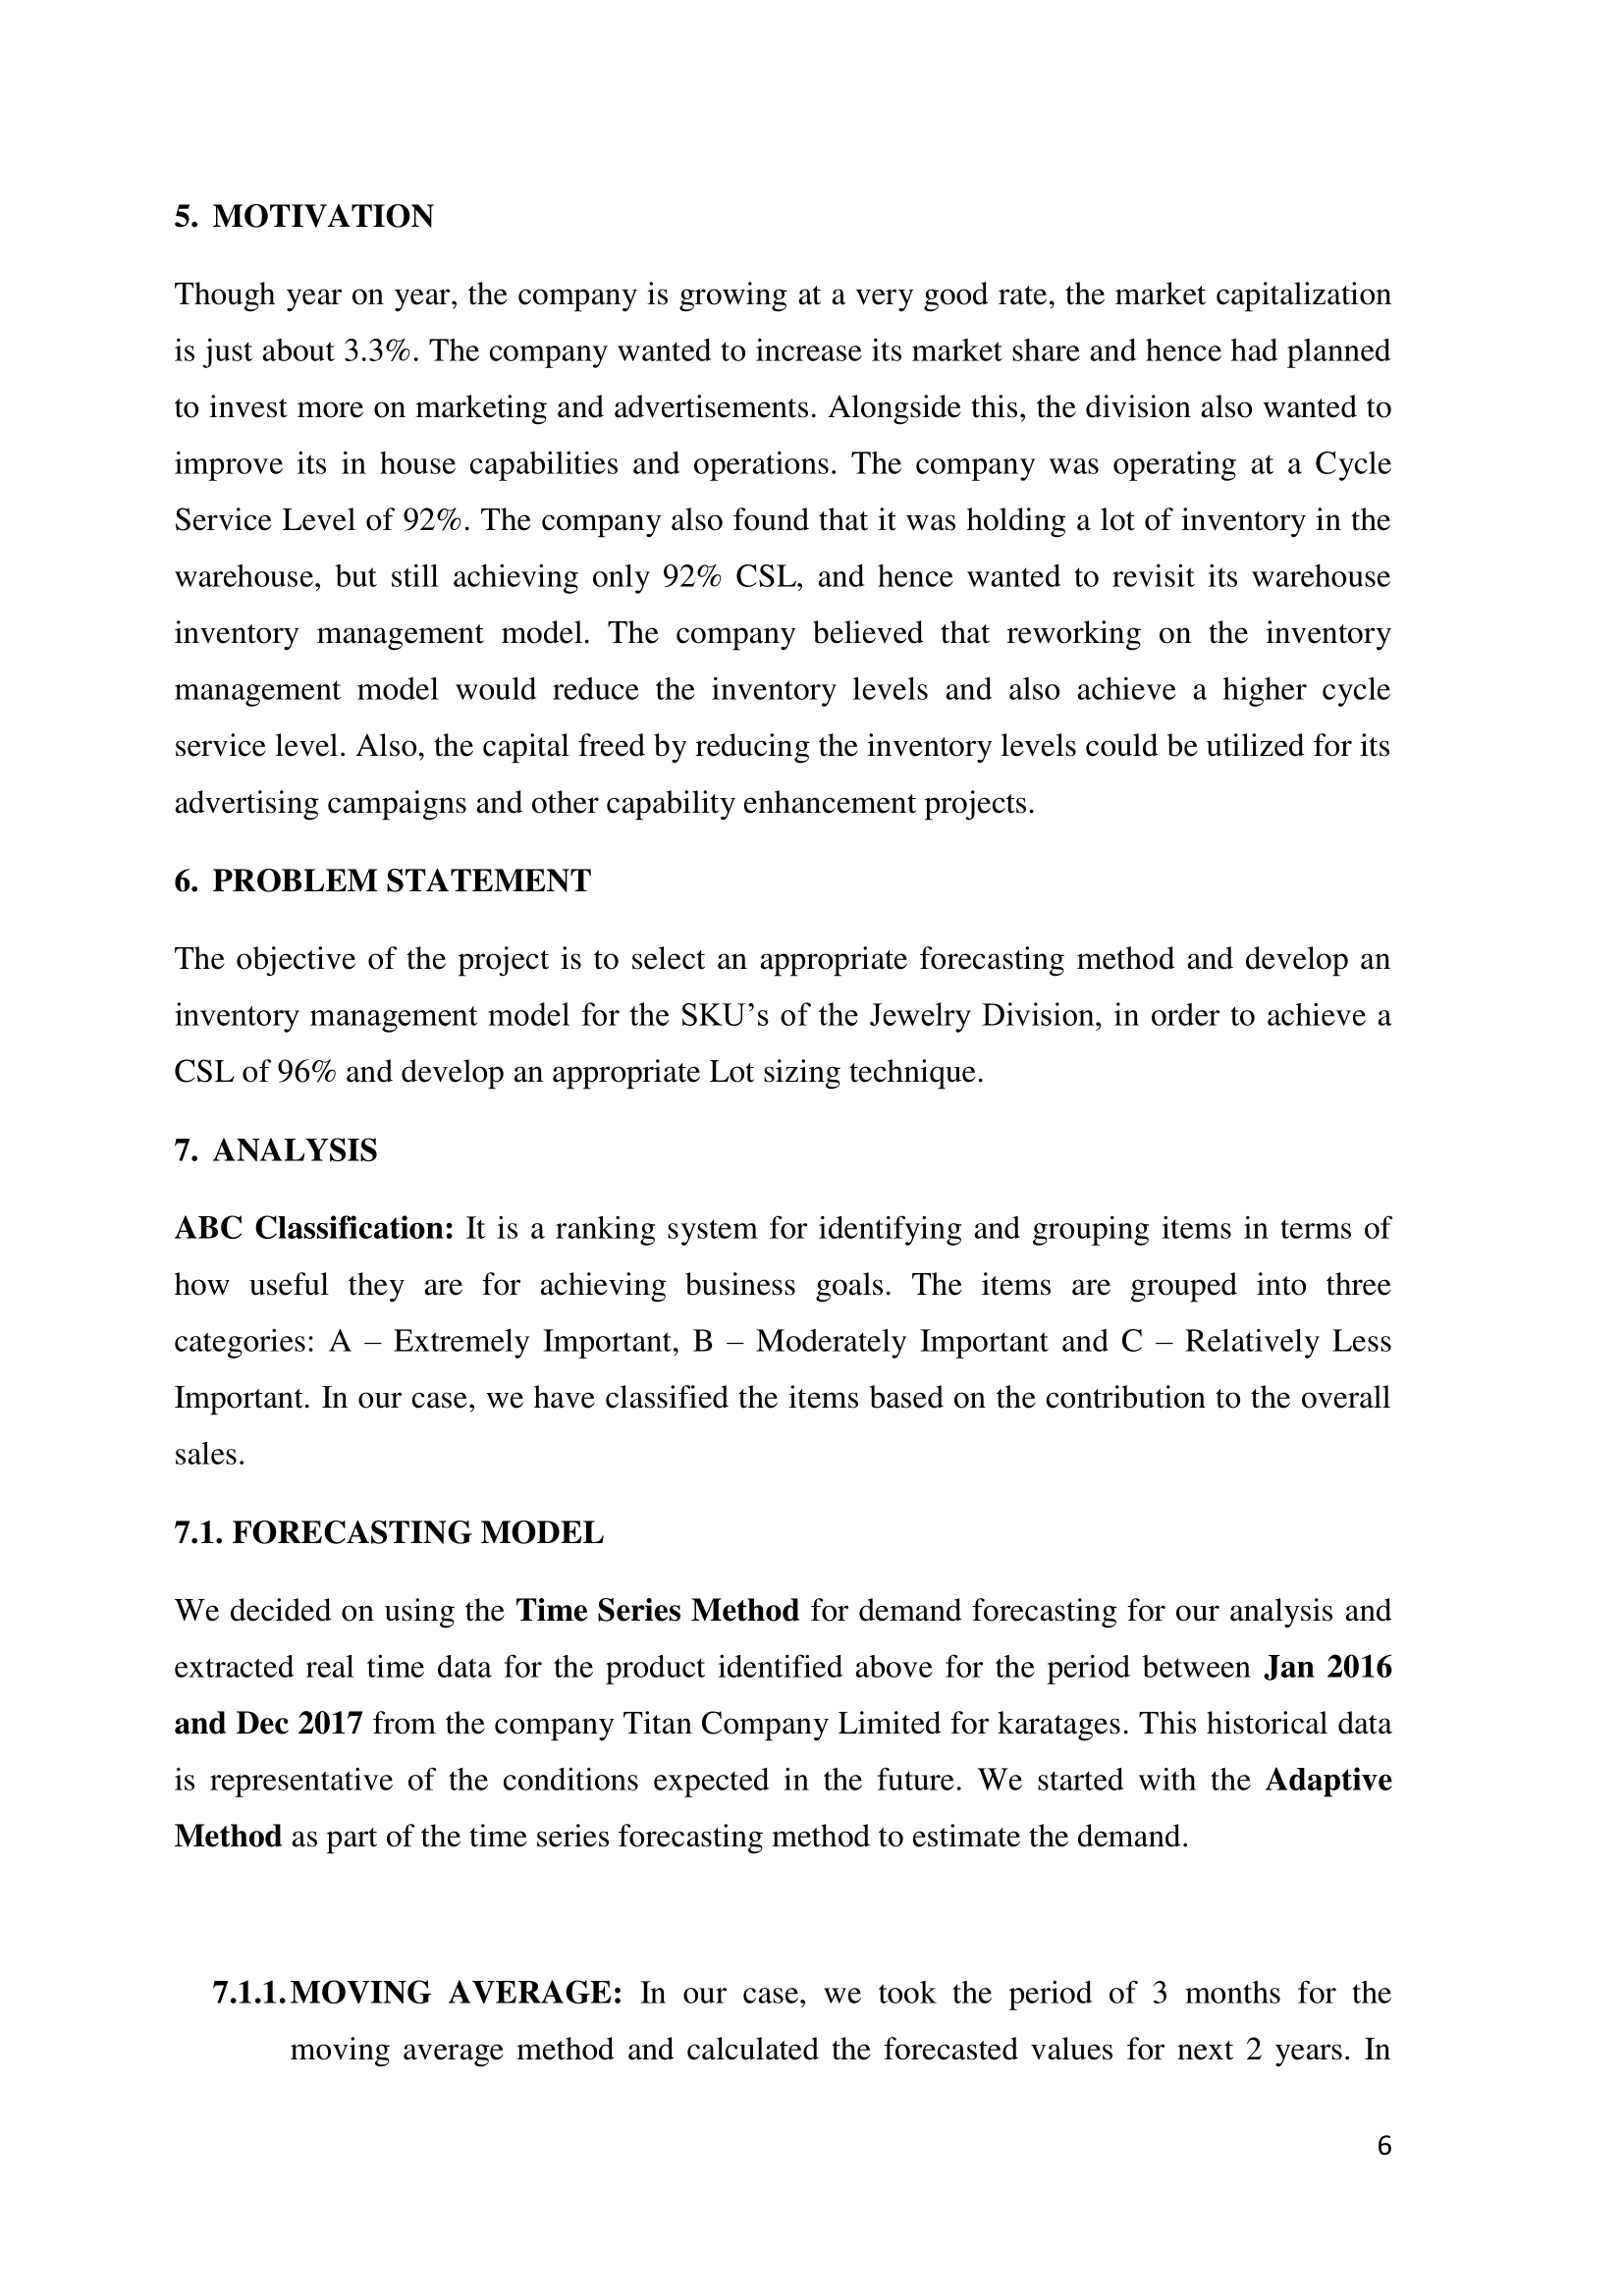 5. MOTIVATION
Though year on year, the company is growing at a very good rate, the market capitalization
is just about 3.3%. The company wanted to increase its market share and hence had planned
to invest more on marketing and advertisements. Alongside this, the division also wanted to
improve its in house capabilities and operations. The company was operating at a Cycle
Service Level of 92%. The company also found that it was holding a lot of inventory in the
warehouse, but still achieving only 92% CSL, and hence wanted to revisit its warehouse
inventory management model. The company believed that reworking on the inventory
management model would reduce the inventory levels and also achieve a higher cycle
service level. Also, the capital freed by reducing the inventory levels could be utilized for its
advertising campaigns and other capability enhancement projects.
6. PROBLEM STATEMENT
The objective of the project is to select an appropriate forecasting method and develop an
inventory management model for the SKU’s of the Jewelry Division, in order to achieve a
CSL of 96% and develop an appropriate Lot sizing technique.
7. ANALYSIS
ABC Classification: It is a ranking system for identifying and grouping items in terms of
how useful they are for achieving business goals. The items are grouped into three
categories: A – Extremely Important, B – Moderately Important and C – Relatively Less
Important. In our case, we have classified the items based on the contribution to the overall
sales.
7.1. FORECASTING MODEL
We decided on using the Time Series Method for demand forecasting for our analysis and
extracted real time data for the product identified above for the period between Jan 2016
and Dec 2017 from the company Titan Company Limited for karatages. This historical data
is representative of the conditions expected in the future. We started with the Adaptive
Method as part of the time series forecasting method to estimate the demand.
7.1.1. MOVING AVERAGE: In our case, we took the period of 3 months for the
moving average method and calculated the forecasted values for next 2 years. In
6